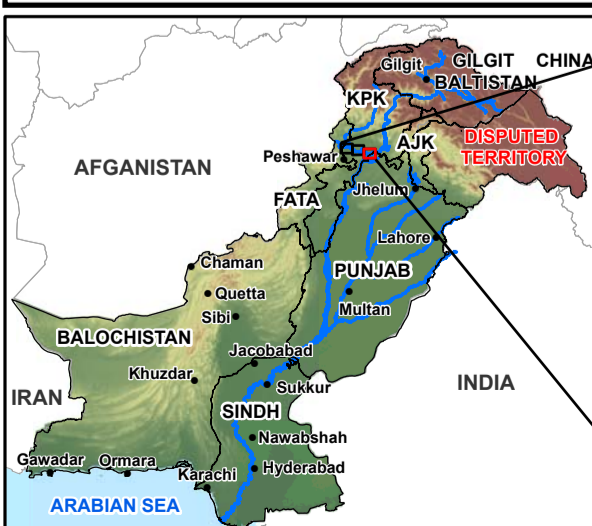 Gilgit
GILGIT
CHINA
BALTISTAN
KPK
DISPUTED
TERRITORY
AJK
Peshawar
AFGANISTAN
Jhelum
FATA
Lahore
Chaman
PUNJAB
Quetta
Multan
Sibi
BALOCHISTAN
Jacobabad
Khuzdar
INDIA
Sukkur
IRAN
SINDH
Nawabshah
Gawadar
Ormara
Hyderabad
Karachi
ARABIAN SEA